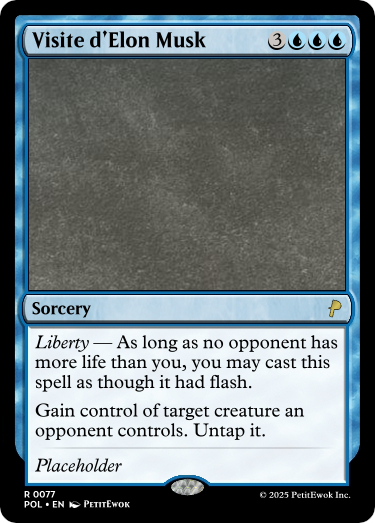 Visite d'Elon Musk 3
Sorcery
Liberty — As long as no opponent has
more life than you, you may cast this
spell as though it had flash.
Gain control of target creature an
opponent controls. Untap it.
Placeholder
R 0077
POL • EN PetitEwok
© 2025 PetitEwok Inc.